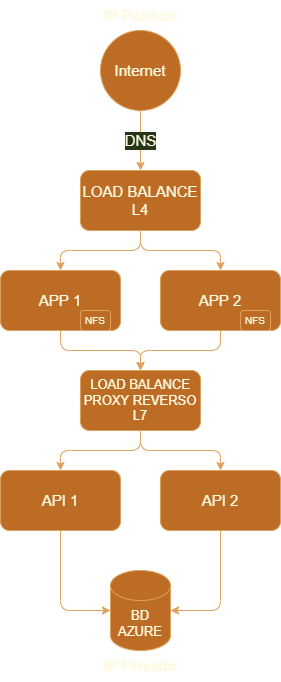 IP Público
Internet
DNS
LOAD BALANCE
L4
APP 1
NFS
APP 2
NFS
LOAD BALANCE
PROXY REVERSO
L7
API 1
API 2
BD
AZURE
IP Privado